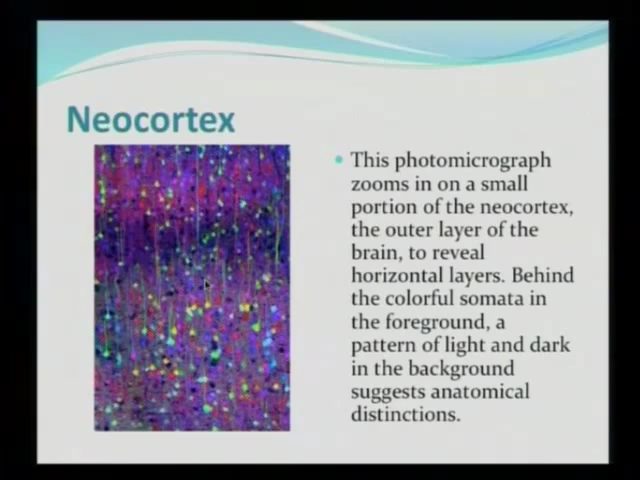 Neocortex
This photomicrograph
zooms in on a small
portion of the neocortex,
the outer layer of the
brain, to reveal
horizontal layers. Behind
the colorful somata in
the foreground, a
pattern of light and dark
in the background
suggests anatomical
distinctions.